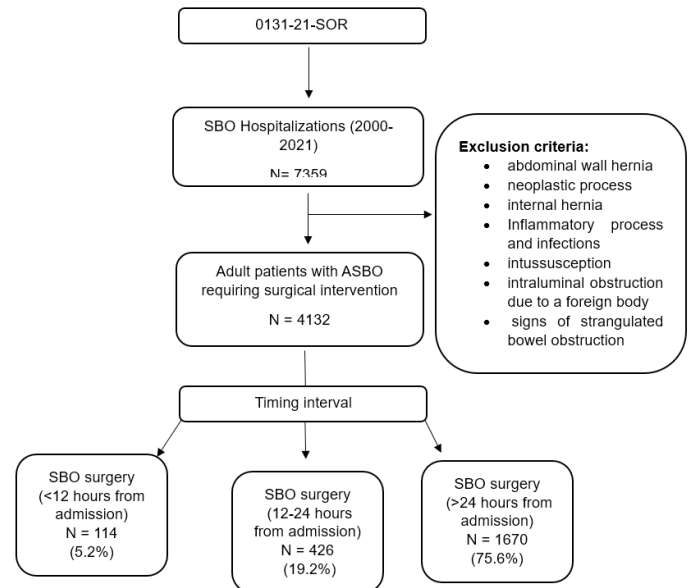 0131-21-SOR
SBO Hospitalizations (2000-
2021)
N= 7359
Exclusion criteria:
• abdominal wall hernia
• neoplastic process
• internal hernia
• Inflammatory process
and infections
• intussusception
• intraluminal obstruction
due to a foreign body
• signs of strangulated
bowel obstruction
Adult patients with ASBO
requiring surgical intervention
N = 4132
Timing interval
SBO surgery
(<12 hours from
admission)
N = 114
(5.2%)
SBO surgery
(12-24 hours
from admission)
N = 426
(19.2%)
SBO surgery
(>24 hours from
admission)
N = 1670
(75.6%)